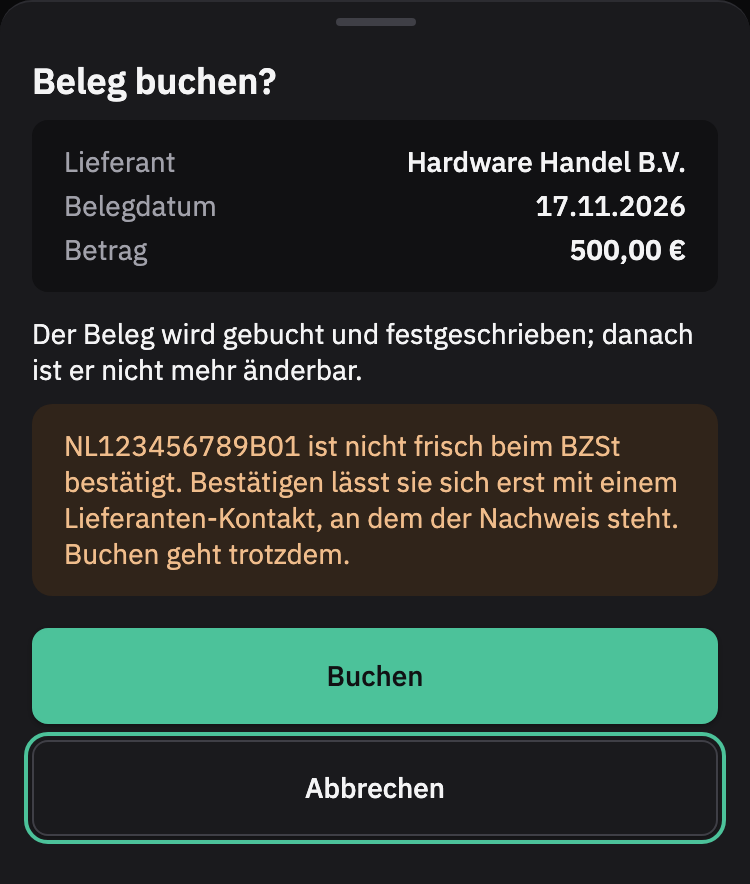 Beleg buchen?
Lieferant Hardware Handel B.V.
Belegdatum 17.11.2026
Betrag 500,00 €
Der Beleg wird gebucht und festgeschrieben; danach
ist er nicht mehr änderbar.
NL123456789B01 ist nicht frisch beim BZSt
bestätigt. Bestätigen lässt sie sich erst mit einem
Lieferanten-Kontakt, an dem der Nachweis steht.
Buchen geht trotzdem.
Buchen
Abbrechen